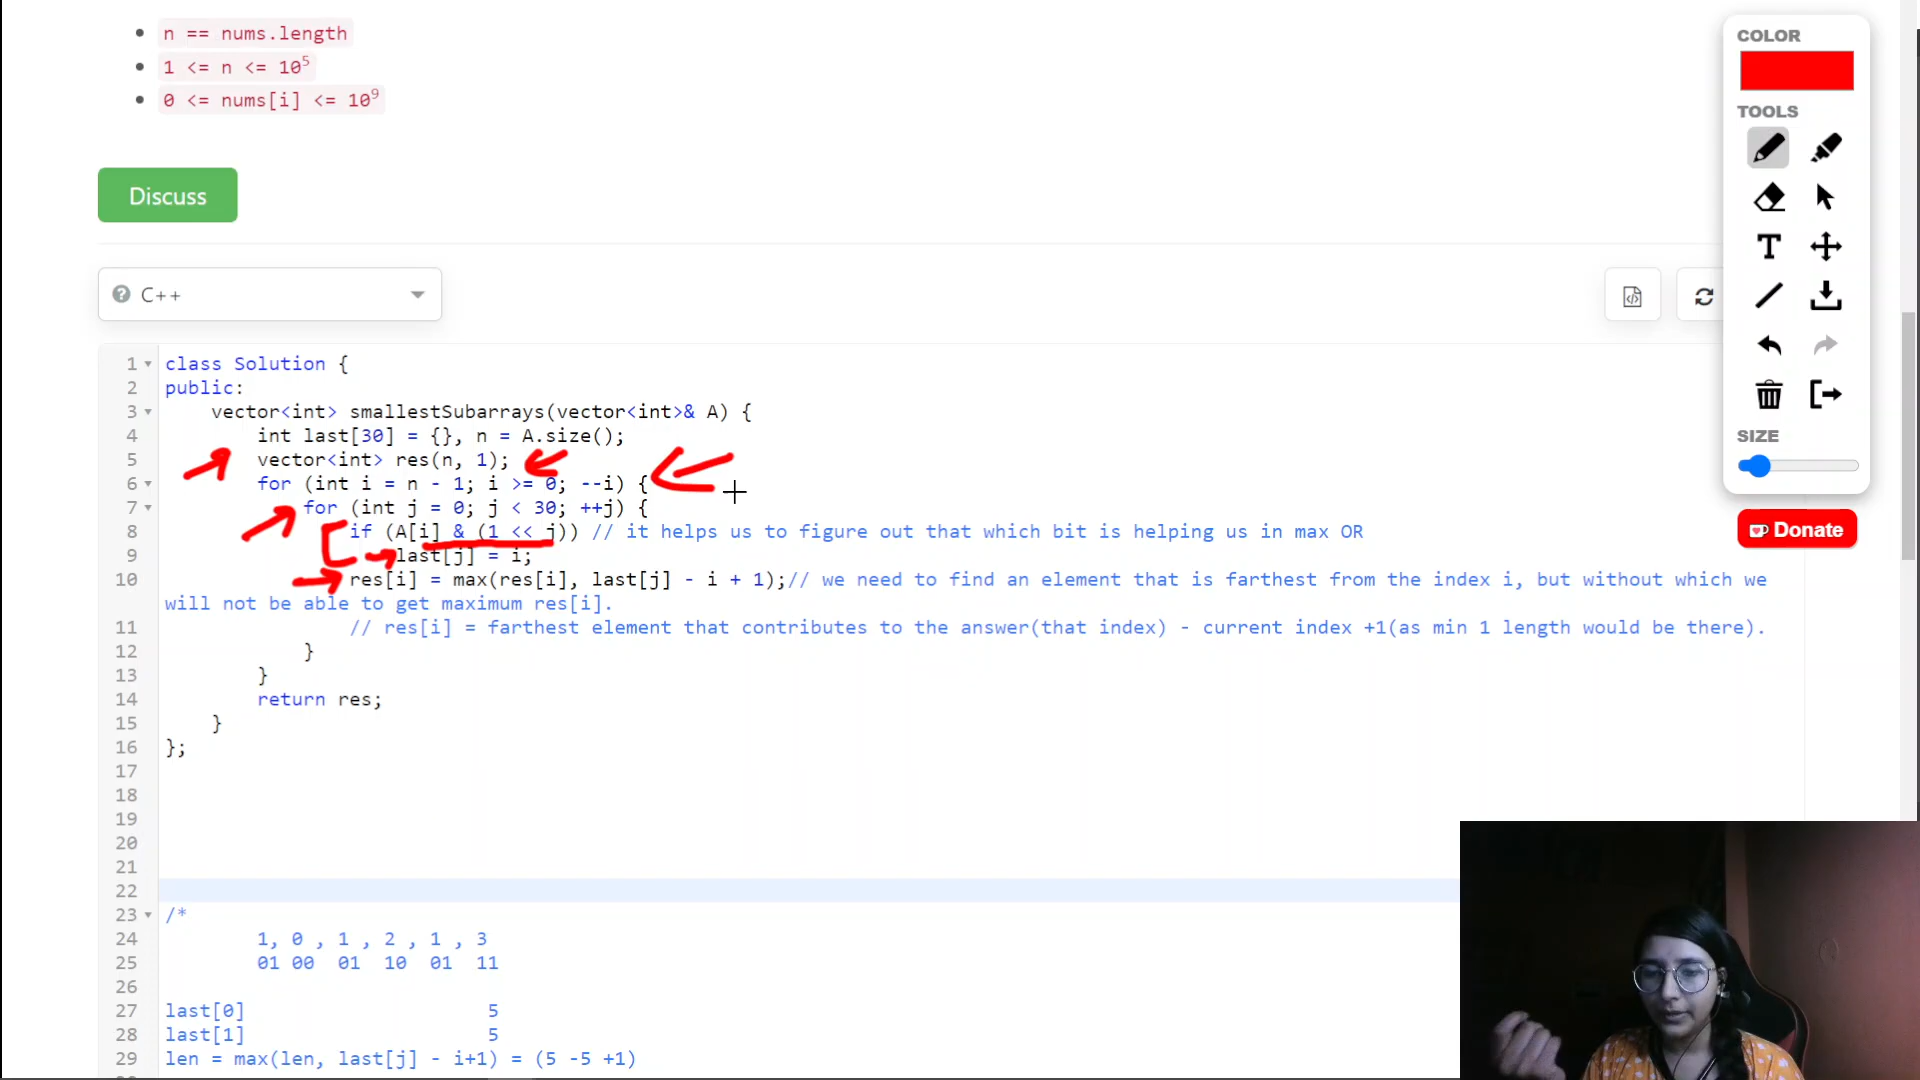 n == nums.length
1 <= n <= 10⁵
0 <= nums[i] <= 10⁹
Discuss
C++
1 class Solution {
2 public:
3 vector<int> smallestSubarrays(vector<int>& A) {
4 int last[30] = {}, n = A.size();
5 vector<int> res(n, 1);
6 for (int i = n - 1; i >= 0; --i) {
7 for (int j = 0; j < 30; ++j) {
8 if (A[i] & (1 << j)) // it helps us to figure out that which bit is helping us in max OR
9 last[j] = i;
10 res[i] = max(res[i], last[j] - i + 1);// we need to find an element that is farthest from the index i, but without which we
will not be able to get maximum res[i].
11 // res[i] = farthest element that contributes to the answer(that index) - current index +1(as min 1 length would be there).
12 }
13 }
14 return res;
15 }
16 };
17
18
19
20
21
22
23 /*
24 1, 0 , 1 , 2 , 1 , 3
25 01 00 01 10 01 11
26
27 last[0] 5
28 last[1] 5
29 len = max(len, last[j] - i+1) = (5 -5 +1)
COLOR
TOOLS
T
SIZE
Donate